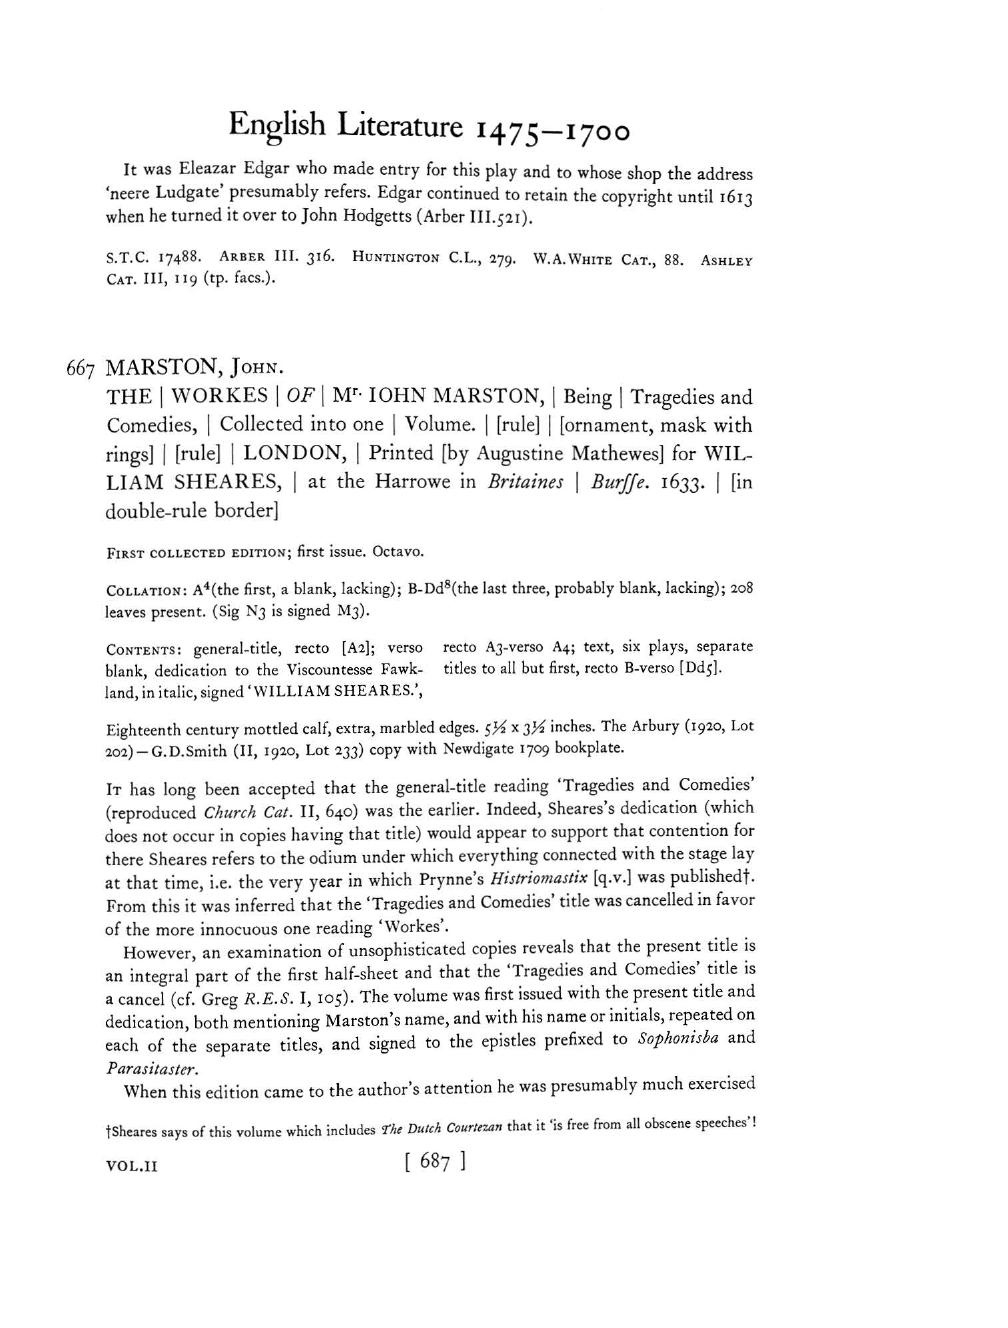 English Literature 1475–1700
It was Eleazar Edgar who made entry for this play and to whose shop the address
‘neere Ludgate’ presumably refers. Edgar continued to retain the copyright until 1613
when he turned it over to John Hodgetts (Arber III.521).
S.T.C. 17488. Arber III. 316. Huntington C.L., 279. W.A.White Cat., 88. Ashley
Cat. III, 119 (tp. facs.).
667 MARSTON, John.
THE | WORKES | OF | Mr. IOHN MARSTON, | Being | Tragedies and
Comedies, | Collected into one | Volume. | [rule] | [ornament, mask with
rings] | [rule] | LONDON, | Printed [by Augustine Mathewes] for WIL-
LIAM SHEARES, | at the Harrowe in Britaines | Burſſe. 1633. | [in
double-rule border]
First collected edition; first issue. Octavo.
Collation: A⁴(the first, a blank, lacking); B-Dd⁸(the last three, probably blank, lacking); 208
leaves present. (Sig N3 is signed M3).
Contents: general-title, recto [A2]; verso
blank, dedication to the Viscountesse Fawk-
land, in italic, signed ‘WILLIAM SHEARES.’,
recto A3-verso A4; text, six plays, separate
titles to all but first, recto B-verso [Dd5].
Eighteenth century mottled calf, extra, marbled edges. 5½ x 3½ inches. The Arbury (1920, Lot
202)—G.D.Smith (II, 1920, Lot 233) copy with Newdigate 1709 bookplate.
It has long been accepted that the general-title reading ‘Tragedies and Comedies’
(reproduced Church Cat. II, 640) was the earlier. Indeed, Sheares’s dedication (which
does not occur in copies having that title) would appear to support that contention for
there Sheares refers to the odium under which everything connected with the stage lay
at that time, i.e. the very year in which Prynne’s Histriomastix [q.v.] was published†.
From this it was inferred that the ‘Tragedies and Comedies’ title was cancelled in favor
of the more innocuous one reading ‘Workes’.
However, an examination of unsophisticated copies reveals that the present title is
an integral part of the first half-sheet and that the ‘Tragedies and Comedies’ title is
a cancel (cf. Greg R.E.S. I, 105). The volume was first issued with the present title and
dedication, both mentioning Marston’s name, and with his name or initials, repeated on
each of the separate titles, and signed to the epistles prefixed to Sophonisba and
Parasitaster.
When this edition came to the author’s attention he was presumably much exercised
†Sheares says of this volume which includes The Dutch Courtezan that it ‘is free from all obscene speeches’!
VOL.II
[ 687 ]